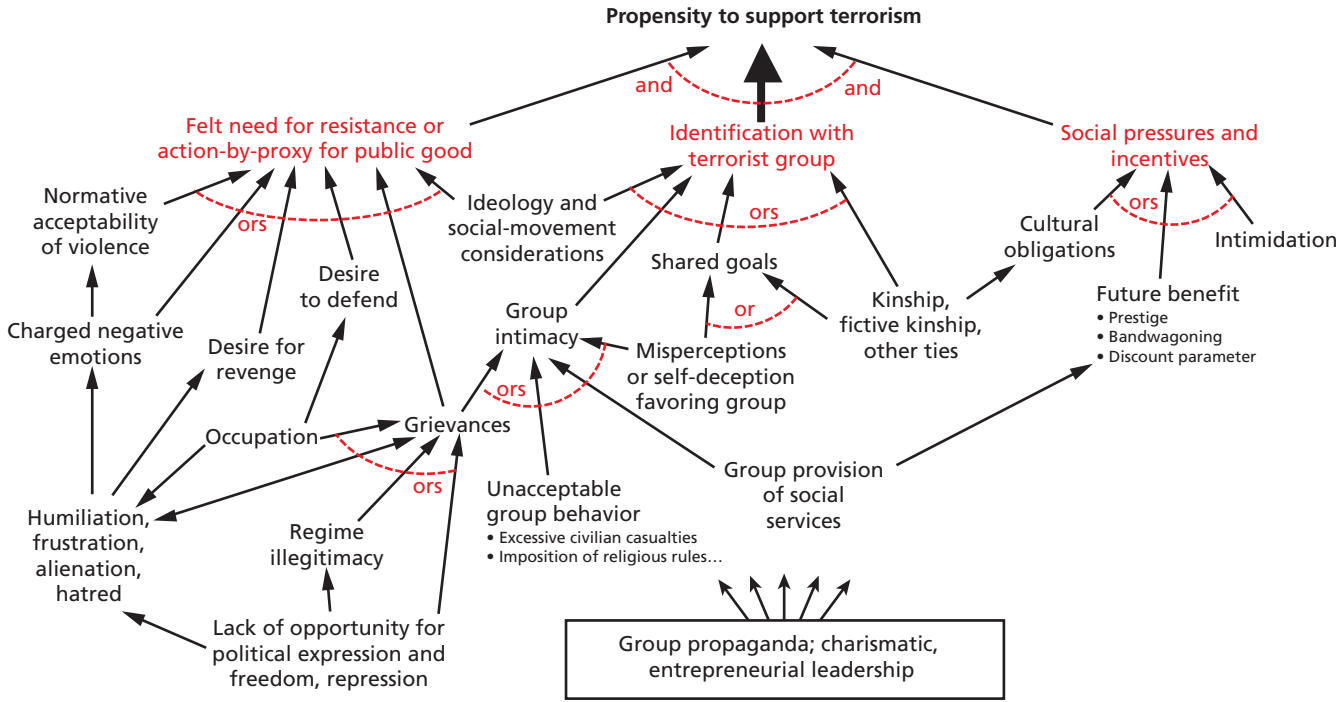 Propensity to support terrorism
and
and
Felt need for resistance or
action-by-proxy for public good
Identification with
terrorist group
Social pressures and
incentives
Normative
acceptability
of violence
ors
Ideology and
social-movement
considerations
ors
ors
Cultural
obligations
Intimidation
Desire
to defend
Shared goals
Charged negative
emotions
Desire for
revenge
Group
intimacy
or
Kinship,
fictive kinship,
other ties
Future benefit
• Prestige
• Bandwagoning
• Discount parameter
Misperceptions
or self-deception
favoring group
ors
Occupation
Grievances
ors
Group provision
of social
services
Unacceptable
group behavior
• Excessive civilian casualties
• Imposition of religious rules…
Humiliation,
frustration,
alienation,
hatred
Regime
illegitimacy
Lack of opportunity for
political expression and
freedom, repression
Group propaganda; charismatic,
entrepreneurial leadership